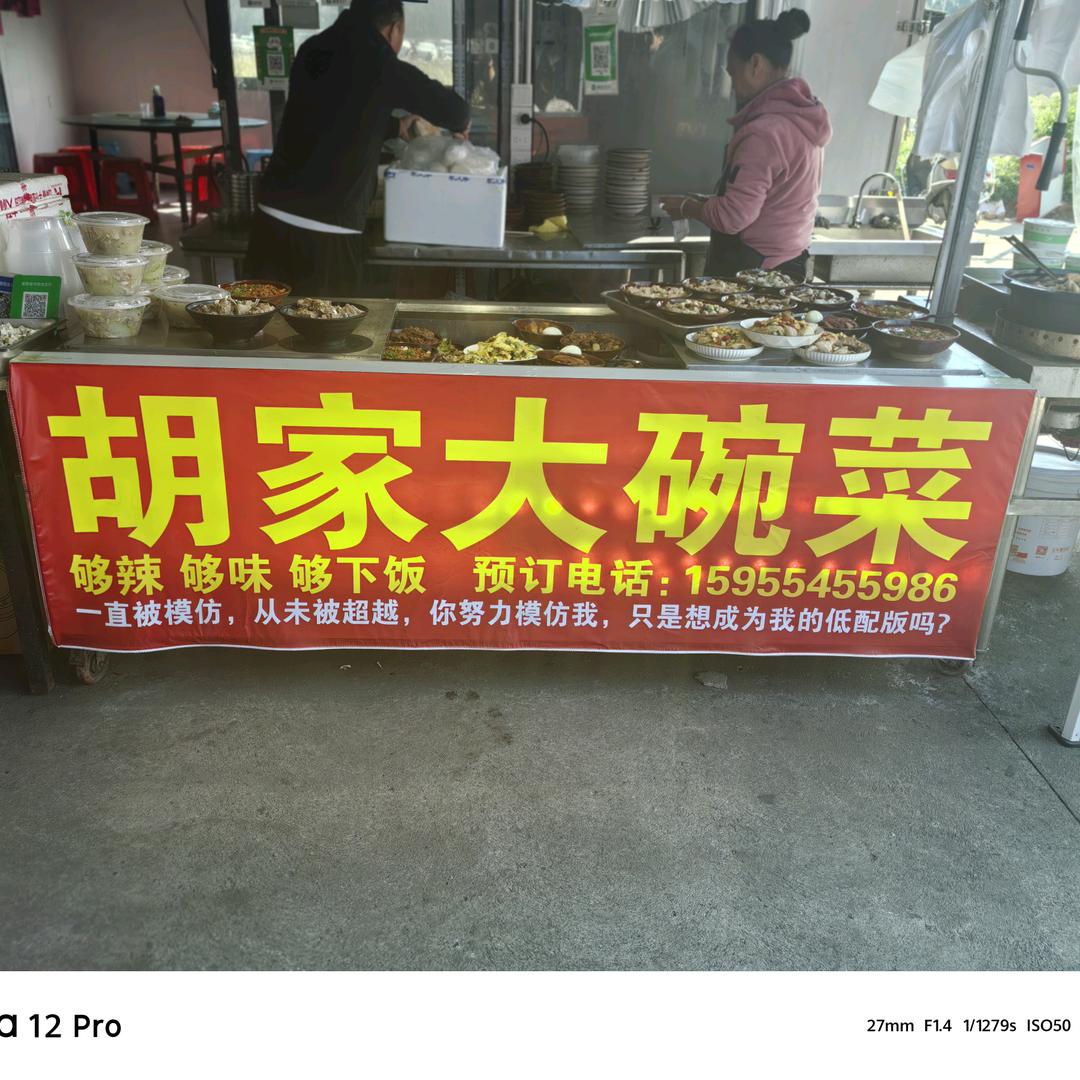 胡家大碗菜
够辣 够味 够下饭 预订电话:15955455986
一直被模仿,从未被超越,你努力模仿我,只是想成为我的低配版吗?
a 12 Pro
27mm F1.4 1/1279s ISO50